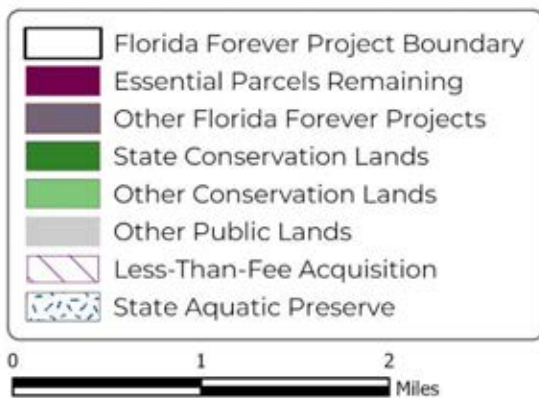 Florida Forever Project Boundary
Essential Parcels Remaining
Other Florida Forever Projects
State Conservation Lands
Other Conservation Lands
Other Public Lands
Less-Than-Fee Acquisition
State Aquatic Preserve
0 1 2
Miles